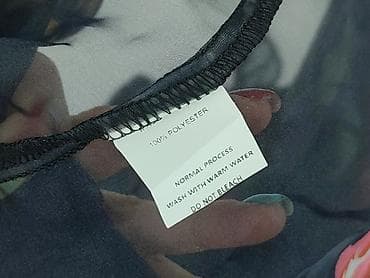 100% POLYESTER
NORMAL PROCESS
WASH WITH WARM WATER
DO NOT BLEACH